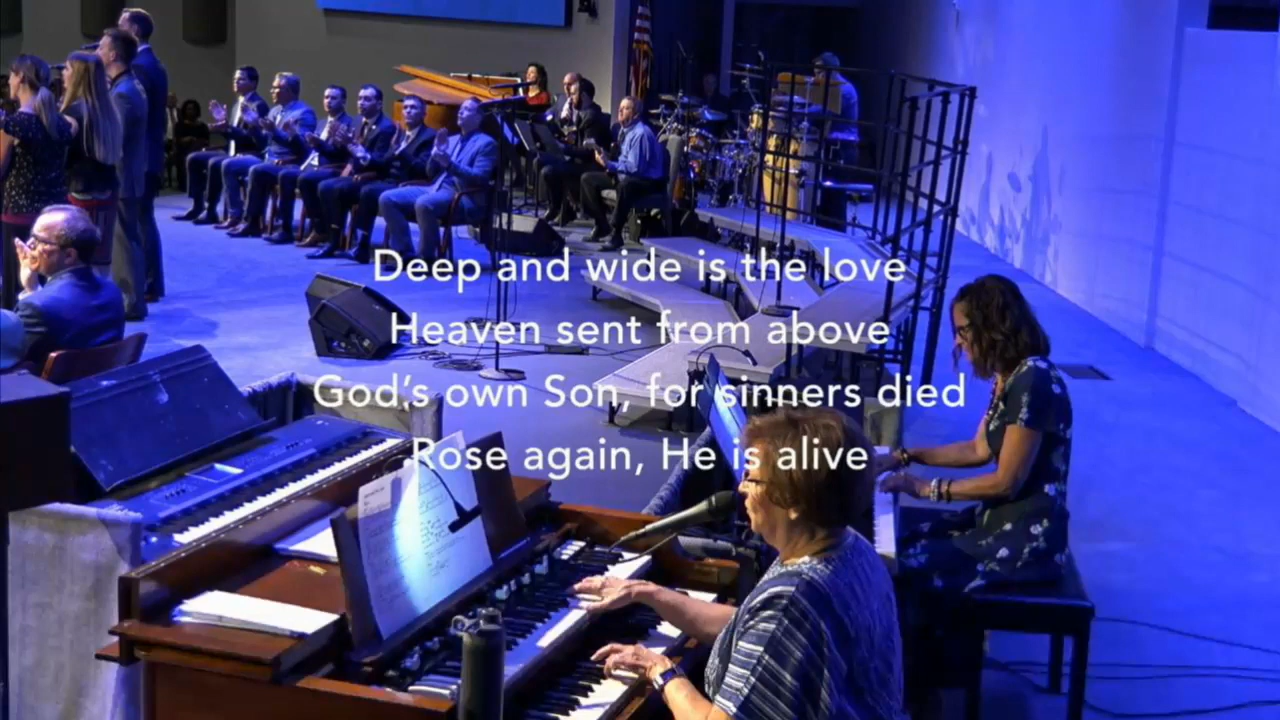 Deep and wide is the love
Heaven sent from above
God's own Son, for sinners died
Rose again, He is alive